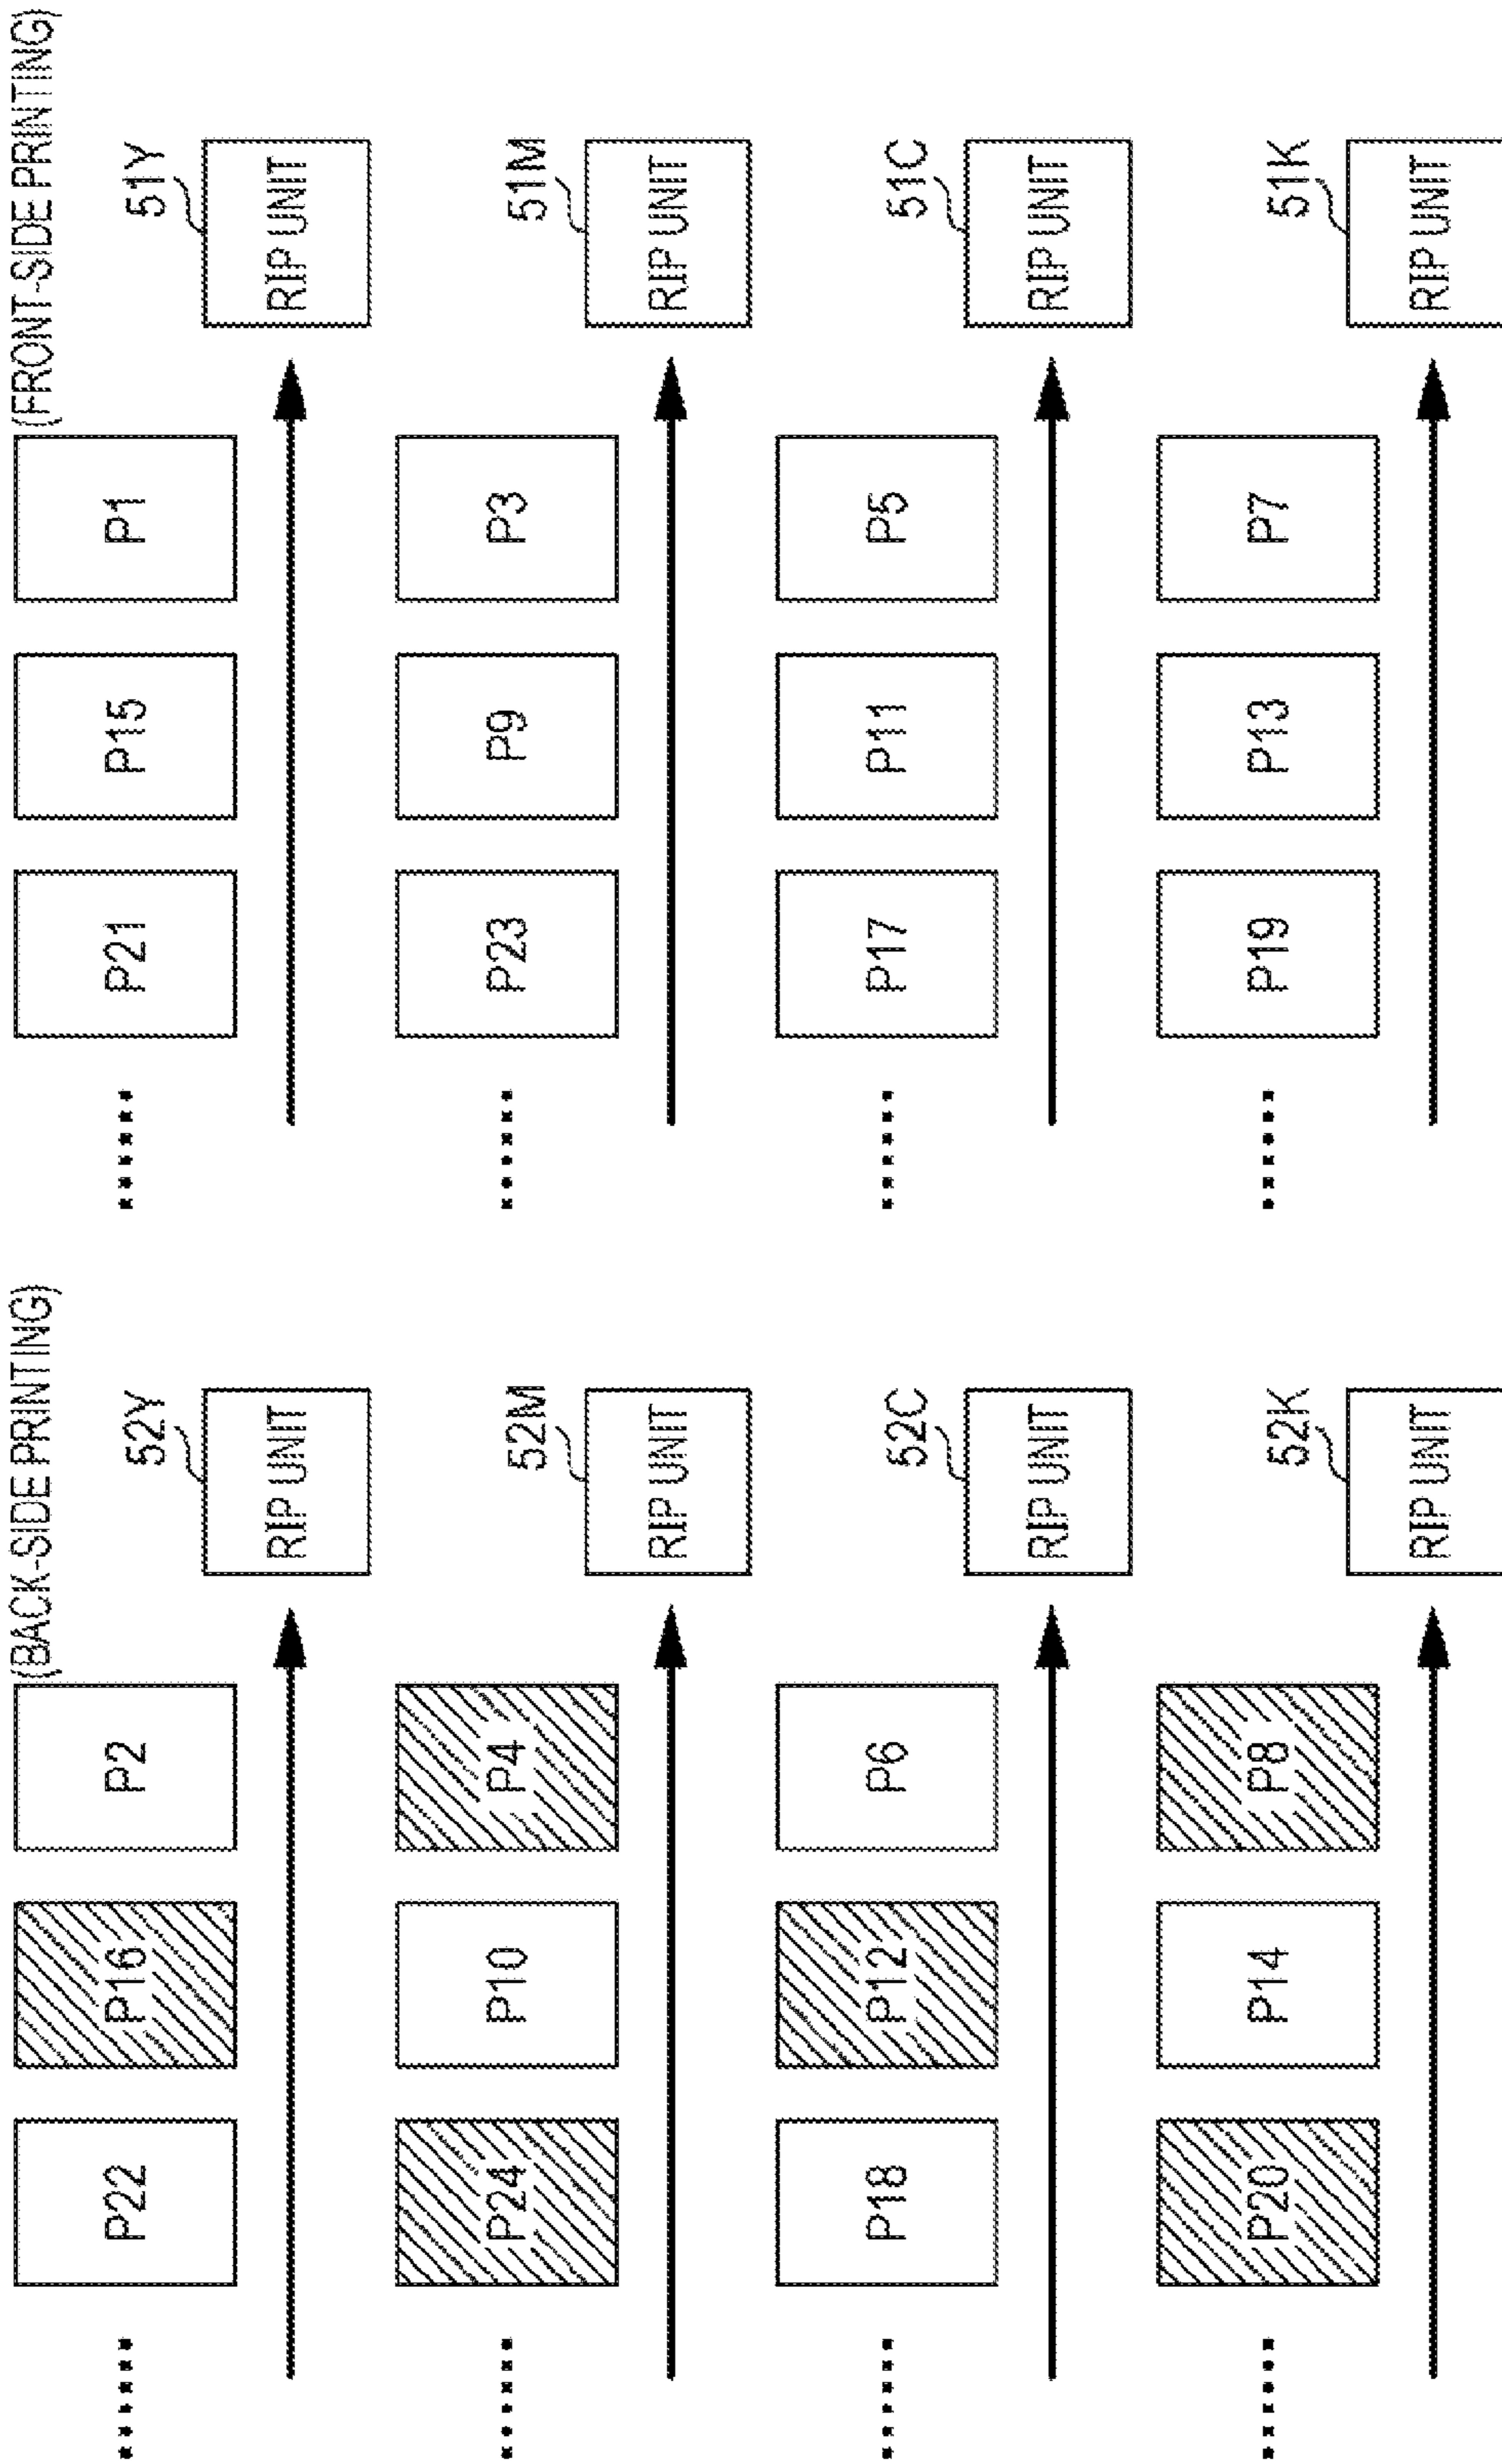 (BACK-SIDE PRINTING)
52Y
P22 P16 P2 RIP UNIT
52M
P24 P10 P4 RIP UNIT
52C
P18 P12 P6 RIP UNIT
52K
P20 P14 P8 RIP UNIT
(FRONT-SIDE PRINTING)
51Y
P21 P15 P1 RIP UNIT
51M
P23 P9 P3 RIP UNIT
51C
P17 P11 P5 RIP UNIT
51K
P19 P13 P7 RIP UNIT